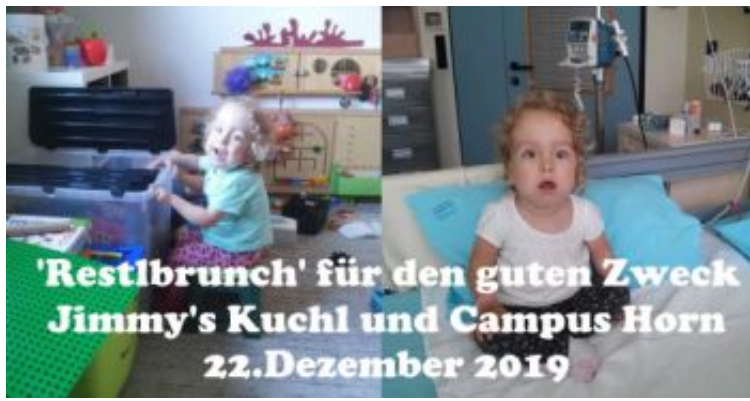 'Restlbrunch' für den guten Zweck
Jimmy's Kuchl und Campus Horn
22.Dezember 2019